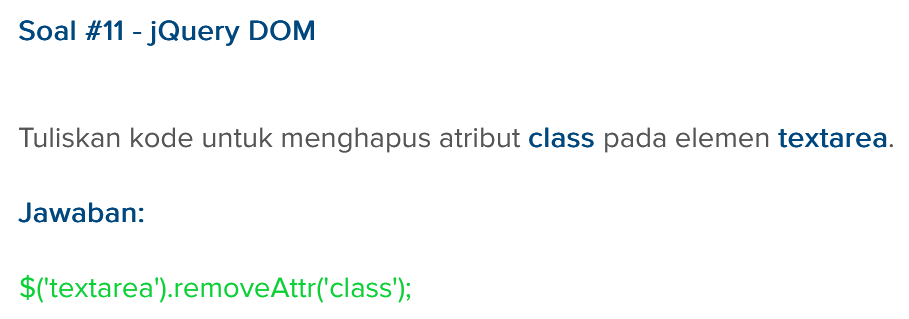 Soal #11 - jQuery DOM
Tuliskan kode untuk menghapus atribut class pada elemen textarea.
Jawaban:
$('textarea').removeAttr('class');